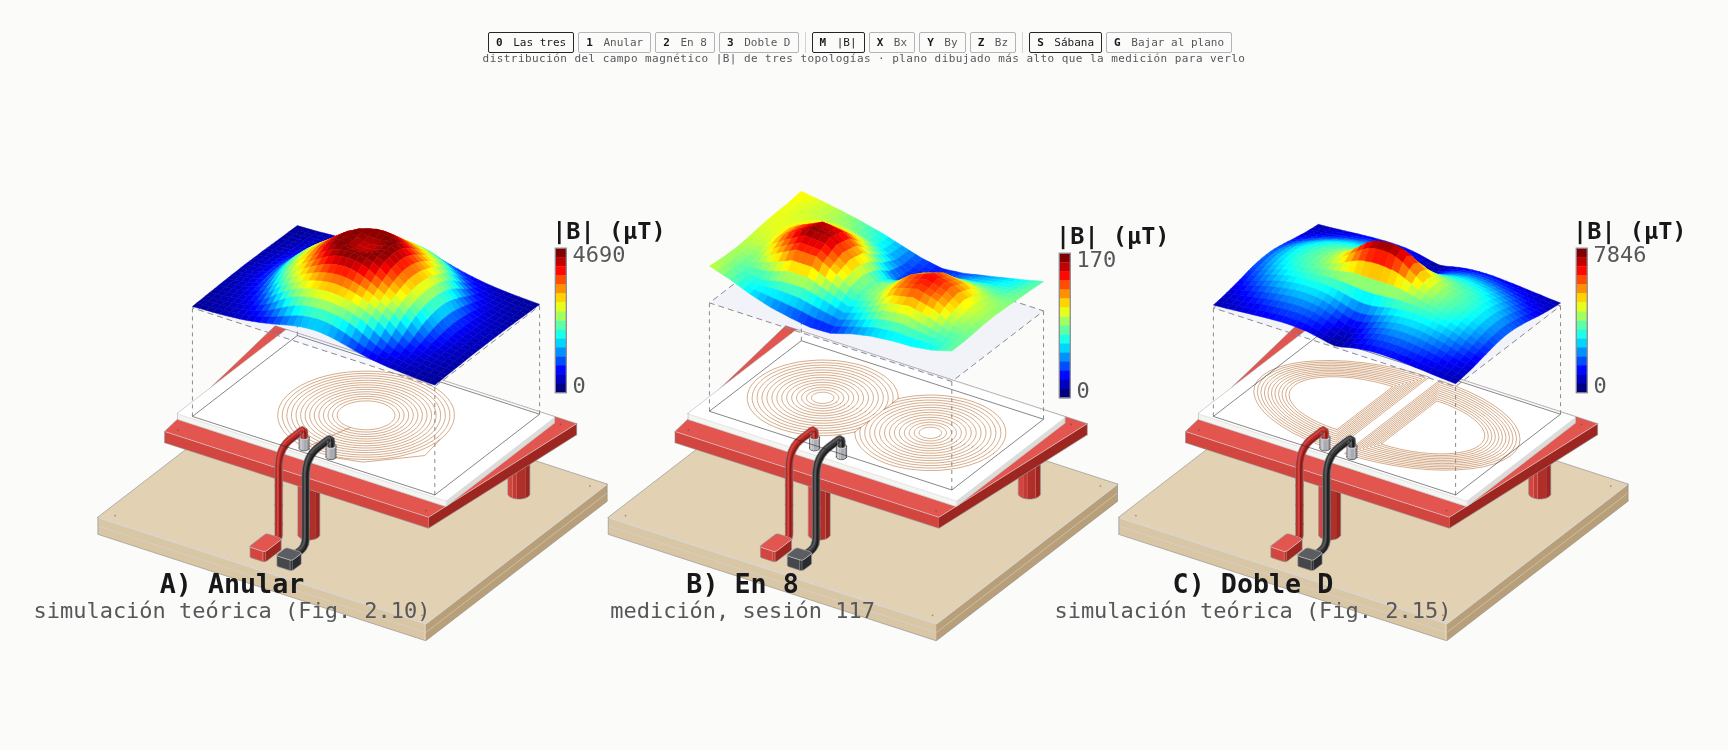 0 Las tres 1 Anular 2 En 8 3 Doble D M |B| X Bx Y By Z Bz S Sábana G Bajar al plano
distribución del campo magnético |B| de tres topologías · plano dibujado más alto que la medición para verlo
|B| (µT)
4690
0
A) Anular
simulación teórica (Fig. 2.10)
|B| (µT)
170
0
B) En 8
medición, sesión 117
|B| (µT)
7846
0
C) Doble D
simulación teórica (Fig. 2.15)